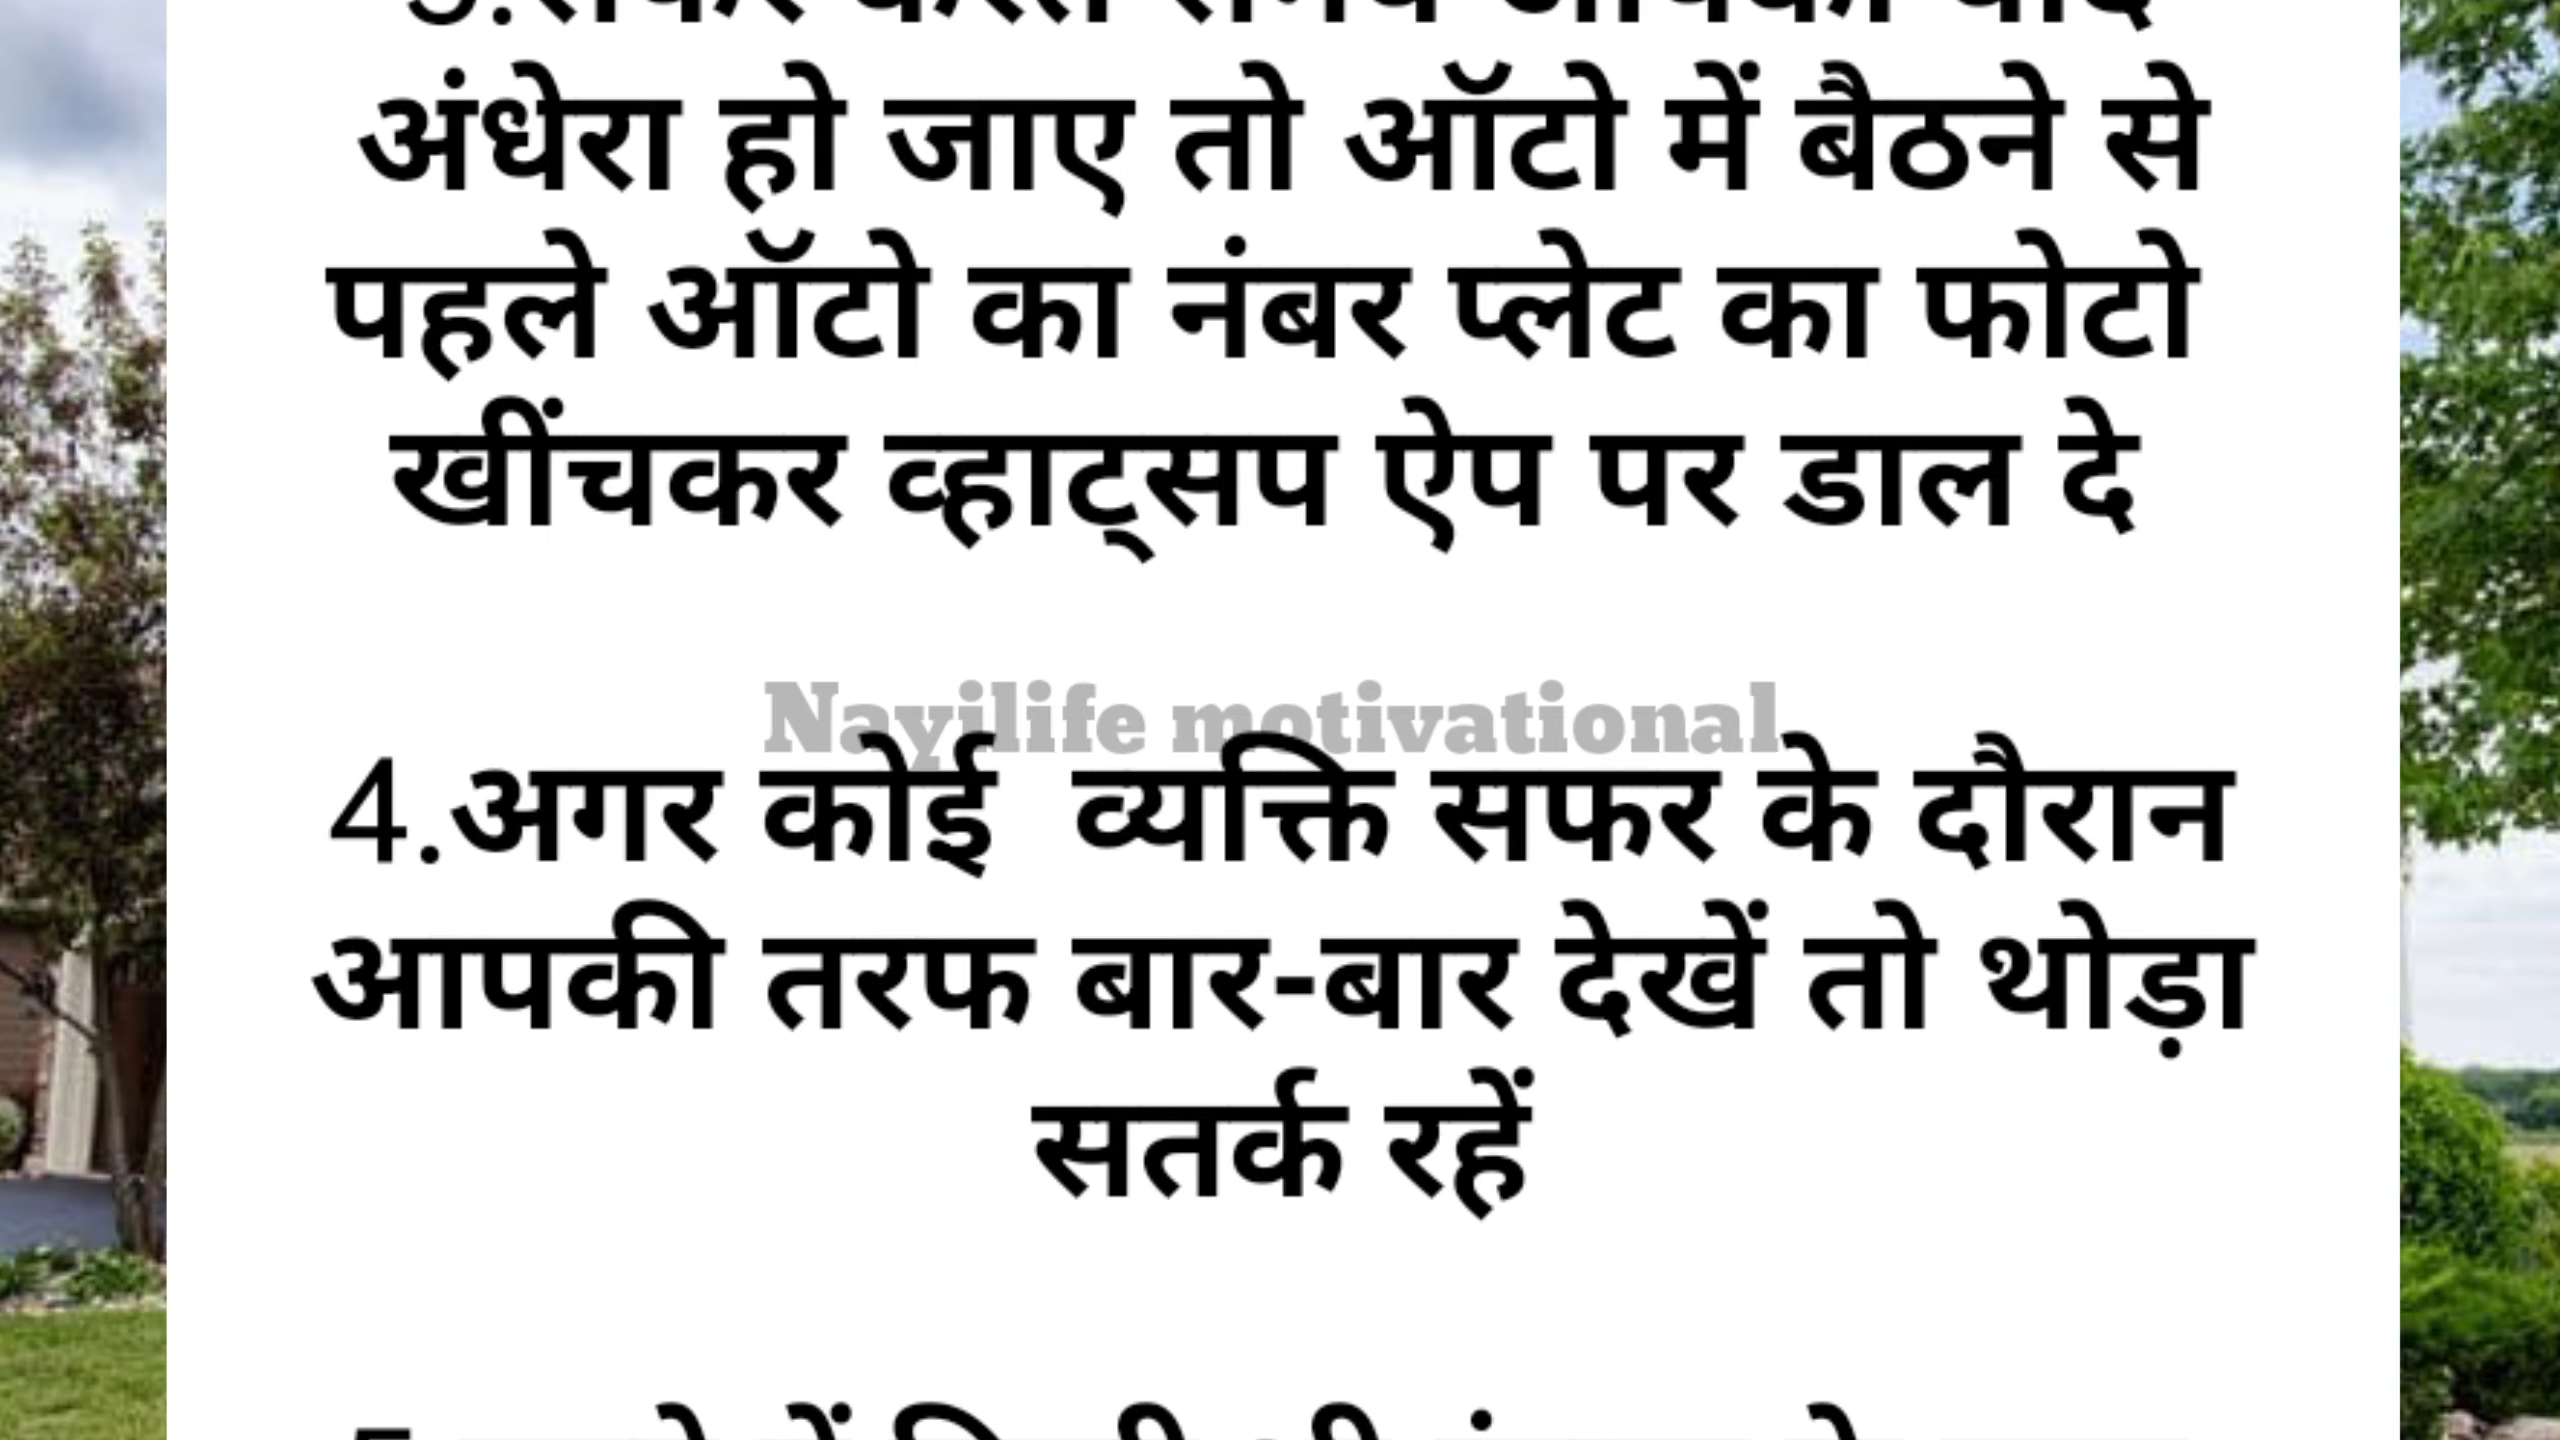 अंधेरा हो जाए तो ऑटो में बैठने से
पहले ऑटो का नंबर प्लेट का फोटो
खींचकर व्हाट्सप ऐप पर डाल दे
Nayilife motivational
4.अगर कोई व्यक्ति सफर के दौरान
आपकी तरफ बार-बार देखें तो थोड़ा
सतर्क रहें